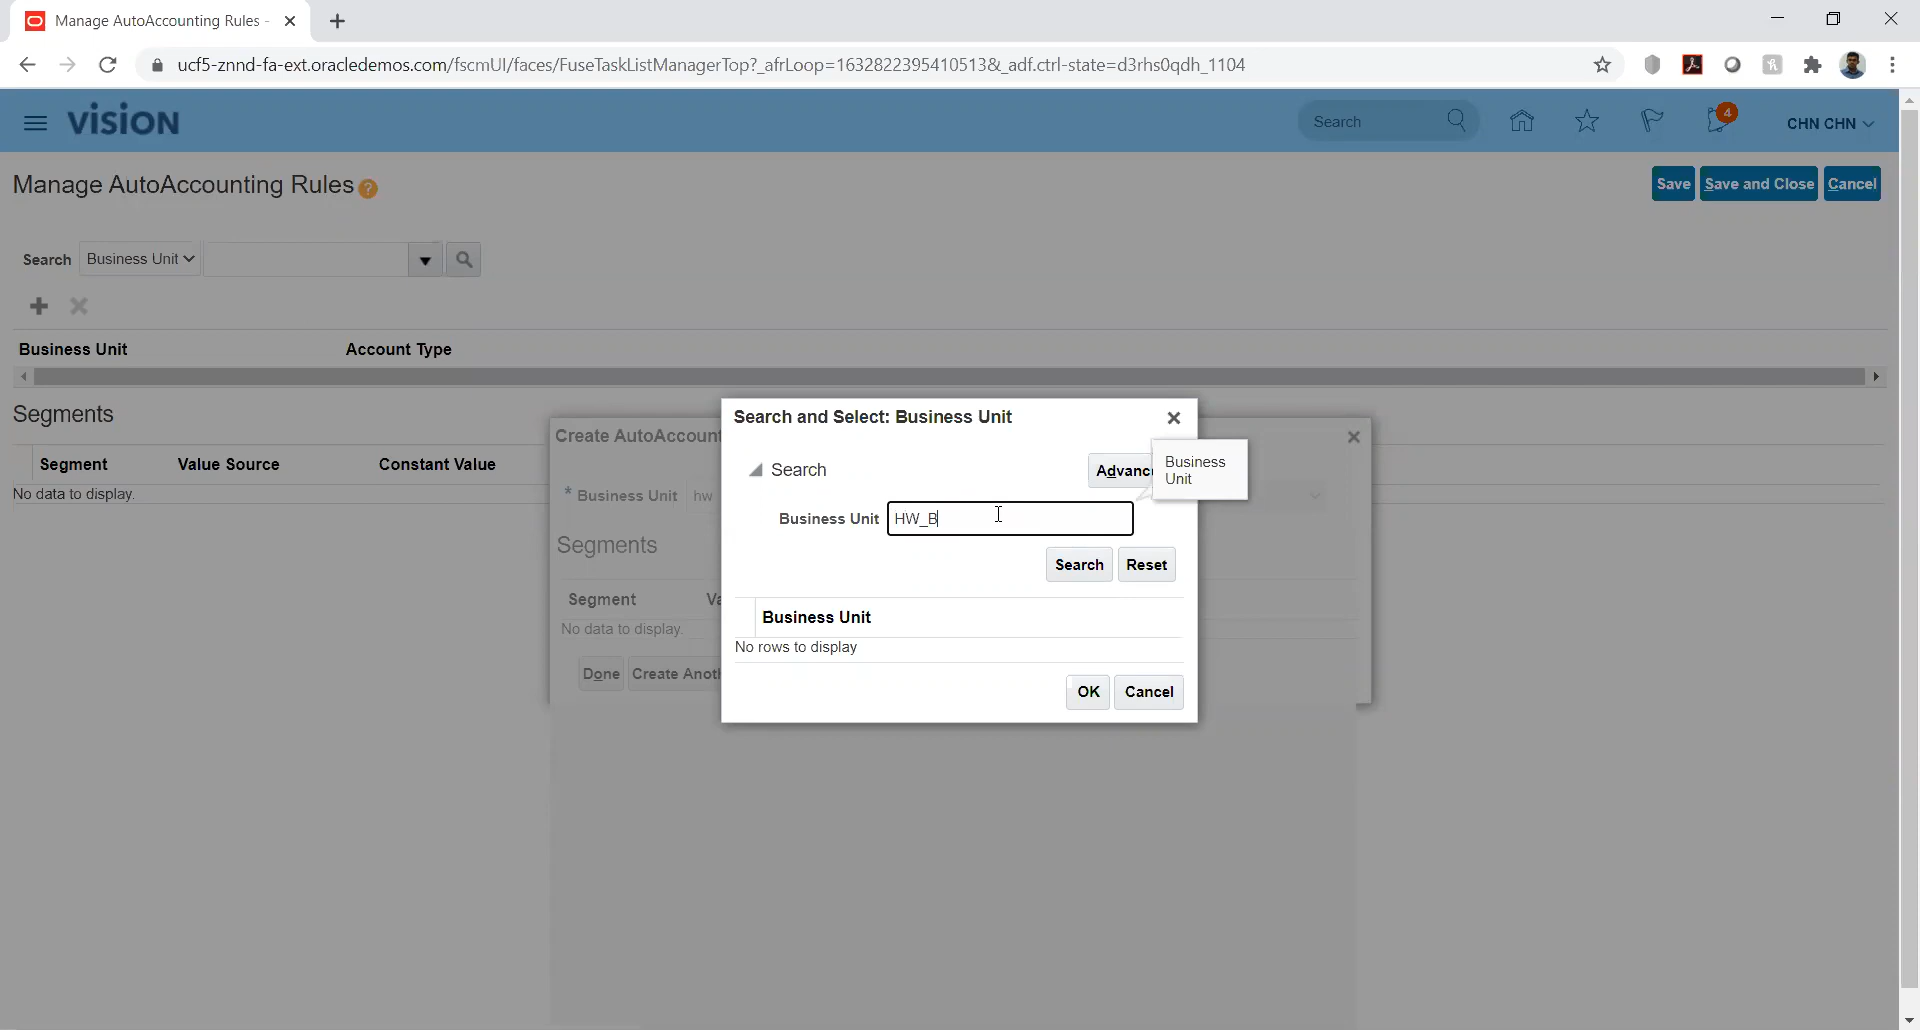 Manage AutoAccounting Rules -
ucf5-znnd-fa-ext.oracledemos.com/fscmUI/faces/FuseTaskListManagerTop?_afrLoop=16328223954105133&_adf.ctrl-state=d3rhs0qdh_1104
vision
Search
4
CHN CHN
Manage AutoAccounting Rules ?
Save Save and Close Cancel
Search Business Unit
Business Unit Account Type
Segments
Segment Value Source Constant Value
No data to display.
Create AutoAccount
* Business Unit hw
Segments
Segment Va
No data to display.
Done Create Anot
Search and Select: Business Unit
Search
Advanc
Business
Unit
Business Unit HW_B
Search Reset
Business Unit
No rows to display
OK Cancel